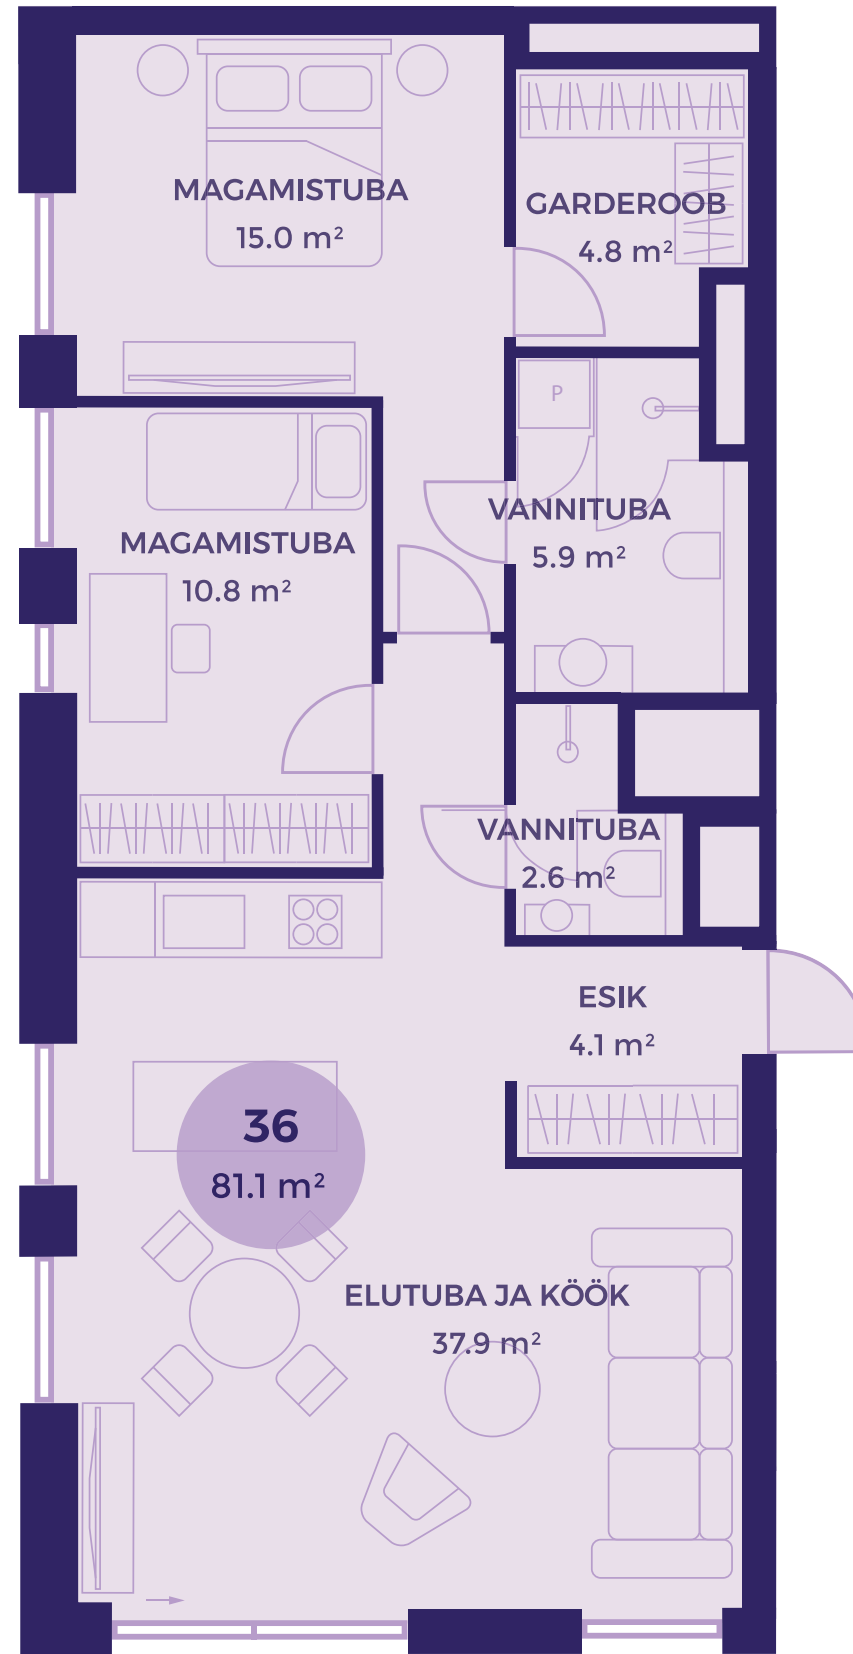 MAGAMISTUBA
15.0 m²
GARDEROOB
4.8 m²
P
VANNITUBA
5.9 m²
MAGAMISTUBA
10.8 m²
VANNITUBA
2.6 m²
ESIK
4.1 m²
36
81.1 m²
ELUTUBA JA KÖÖK
37.9 m²